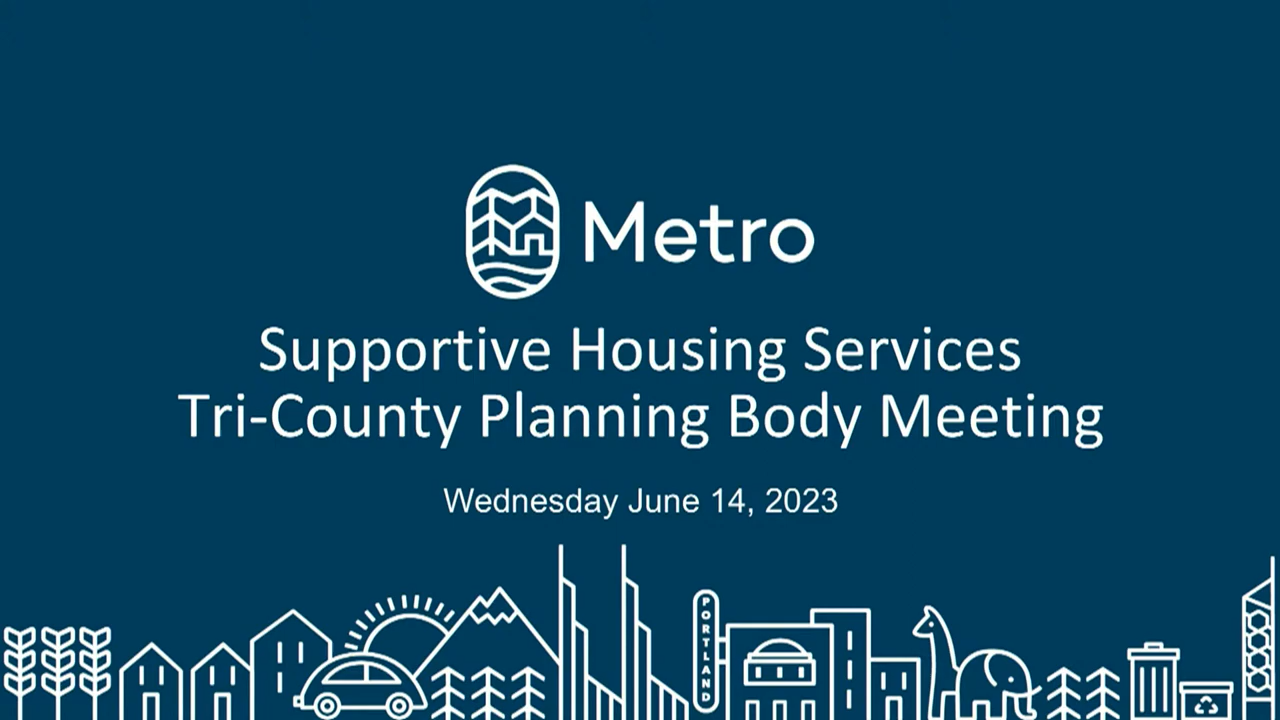 Metro
Supportive Housing Services
Tri-County Planning Body Meeting
Wednesday June 14, 2023
PORTLAND